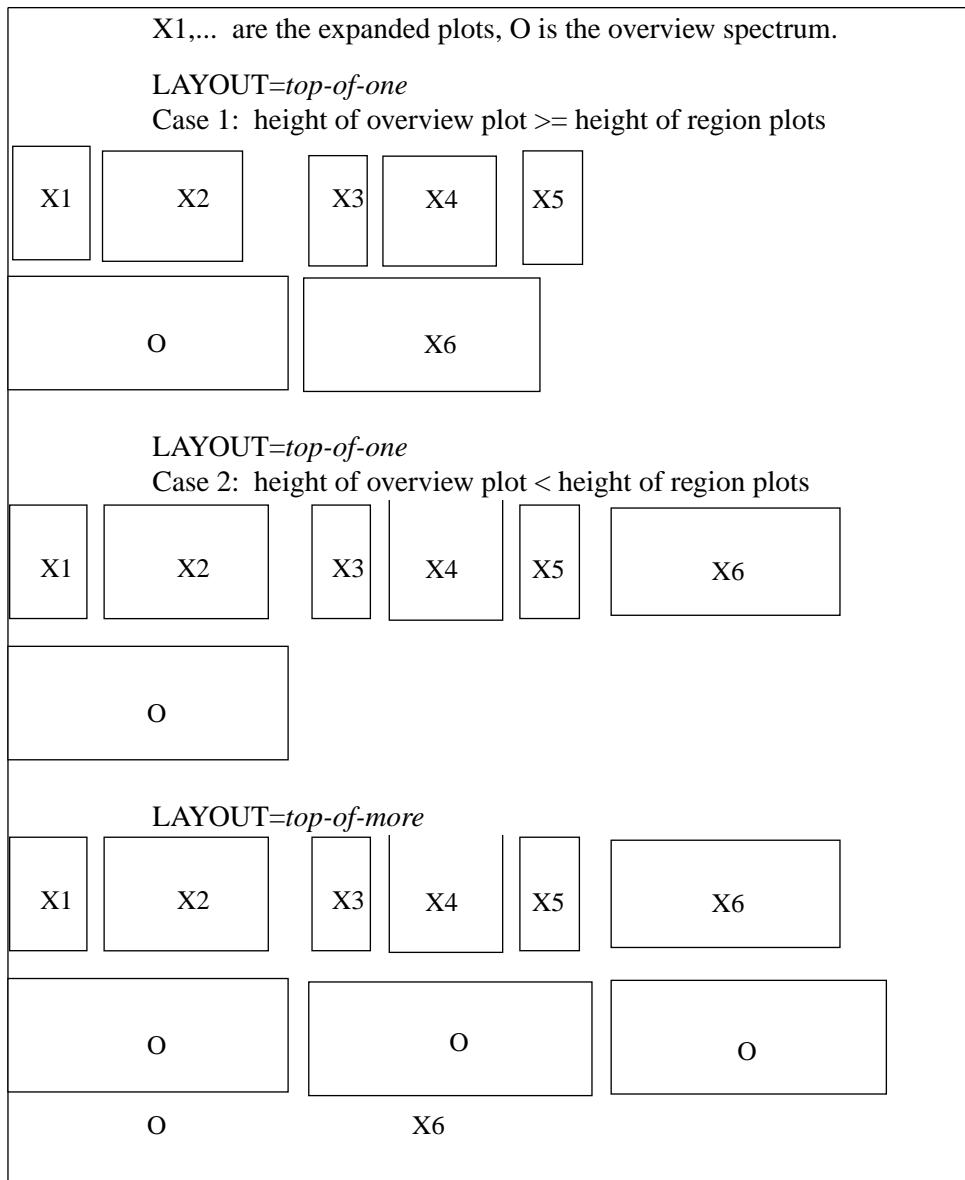 X1,... are the expanded plots, O is the overview spectrum.
LAYOUT=top-of-one
Case 1: height of overview plot >= height of region plots
X1 X2 X3 X4 X5
O X6
LAYOUT=top-of-one
Case 2: height of overview plot < height of region plots
X1 X2 X3 X4 X5 X6
O
LAYOUT=top-of-more
X1 X2 X3 X4 X5 X6
O O O
O X6